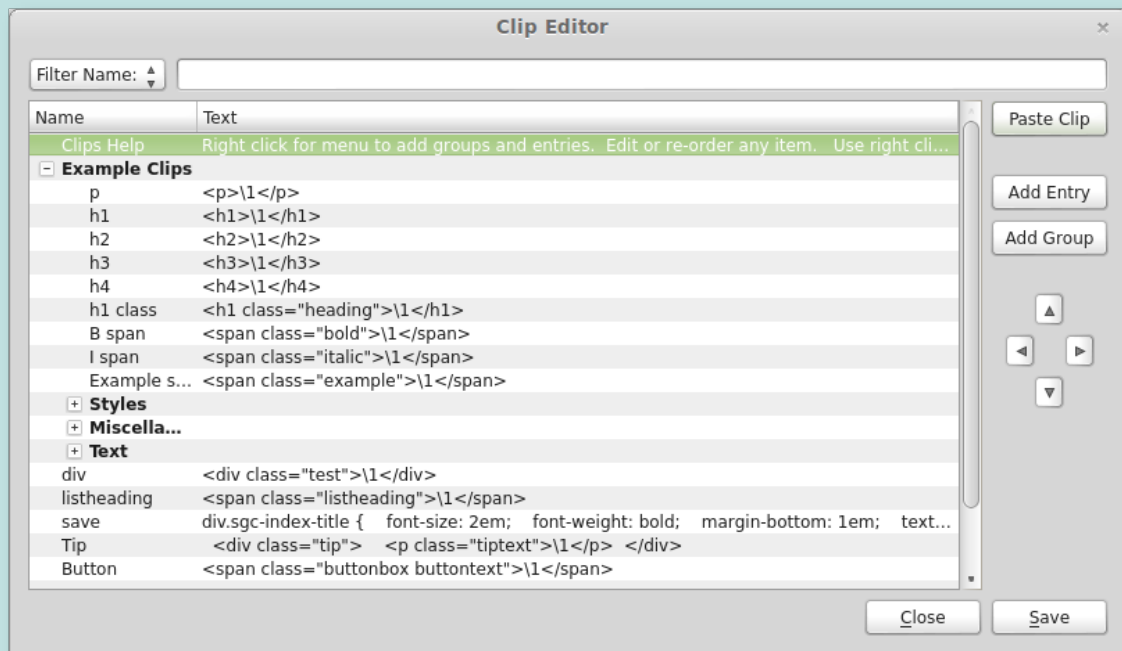 Clip Editor
Filter Name:
Name Text
Clips Help Right click for menu to add groups and entries. Edit or re-order any item. Use right cli...
Example Clips
p <p>\1</p>
h1 <h1>\1</h1>
h2 <h2>\1</h2>
h3 <h3>\1</h3>
h4 <h4>\1</h4>
h1 class <h1 class="heading">\1</h1>
B span <span class="bold">\1</span>
I span <span class="italic">\1</span>
Example s... <span class="example">\1</span>
Styles
Miscella...
Text
div <div class="test">\1</div>
listheading <span class="listheading">\1</span>
save div.sgc-index-title { font-size: 2em; font-weight: bold; margin-bottom: 1em; text...
Tip <div class="tip"> <p class="tiptext">\1</p> </div>
Button <span class="buttonbox buttontext">\1</span>
Paste Clip
Add Entry
Add Group
Close
Save